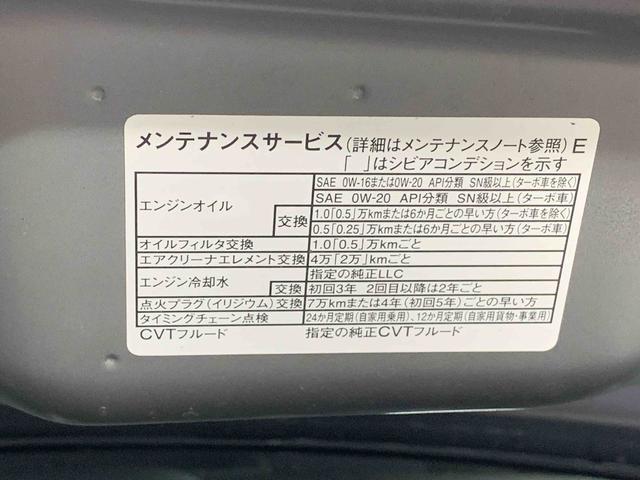 メンテナンスサービス(詳細はメンテナンスノート参照) E
「 」はシビアコンデションを示す
エンジンオイル
SAE 0W-16または0W-20 API分類 SN級以上(ターボ車を除く)
SAE 0W-20 API分類 SN級以上(ターボ車)
交換 1.0「0.5」万kmまたは6か月ごとの早い方(ターボ車を除く)
0.5「0.25」万kmまたは6か月ごとの早い方(ターボ車)
オイルフィルタ交換 1.0「0.5」万kmごと
エアクリーナエレメント交換 4万「2万」kmごと
エンジン冷却水 指定の純正LLC
交換 初回3年 2回目以降は2年ごと
点火プラグ(イリジウム)交換 7万kmまたは4年(初回5年)ごとの早い方
タイミングチェーン点検 24か月定期(自家用乗用)、12か月定期(自家用貨物・事業用)
CVTフルード 指定の純正CVTフルード